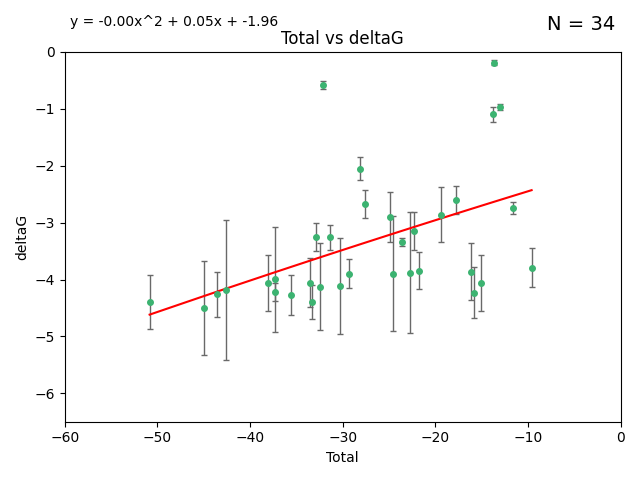 y = -0.00x^2 + 0.05x + -1.96
N = 34
Total vs deltaG
0
−1
−2
−3
−4
−5
−6
deltaG
−60
−50
−40
−30
−20
−10
0
Total